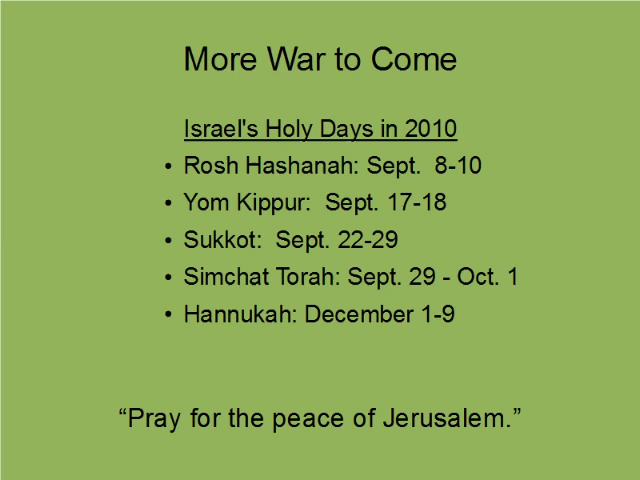 More War to Come
Israel's Holy Days in 2010
• Rosh Hashanah: Sept.  8-10
• Yom Kippur:  Sept. 17-18
• Sukkot:  Sept. 22-29
• Simchat Torah: Sept. 29 - Oct. 1
• Hannukah: December 1-9
“Pray for the peace of Jerusalem.”